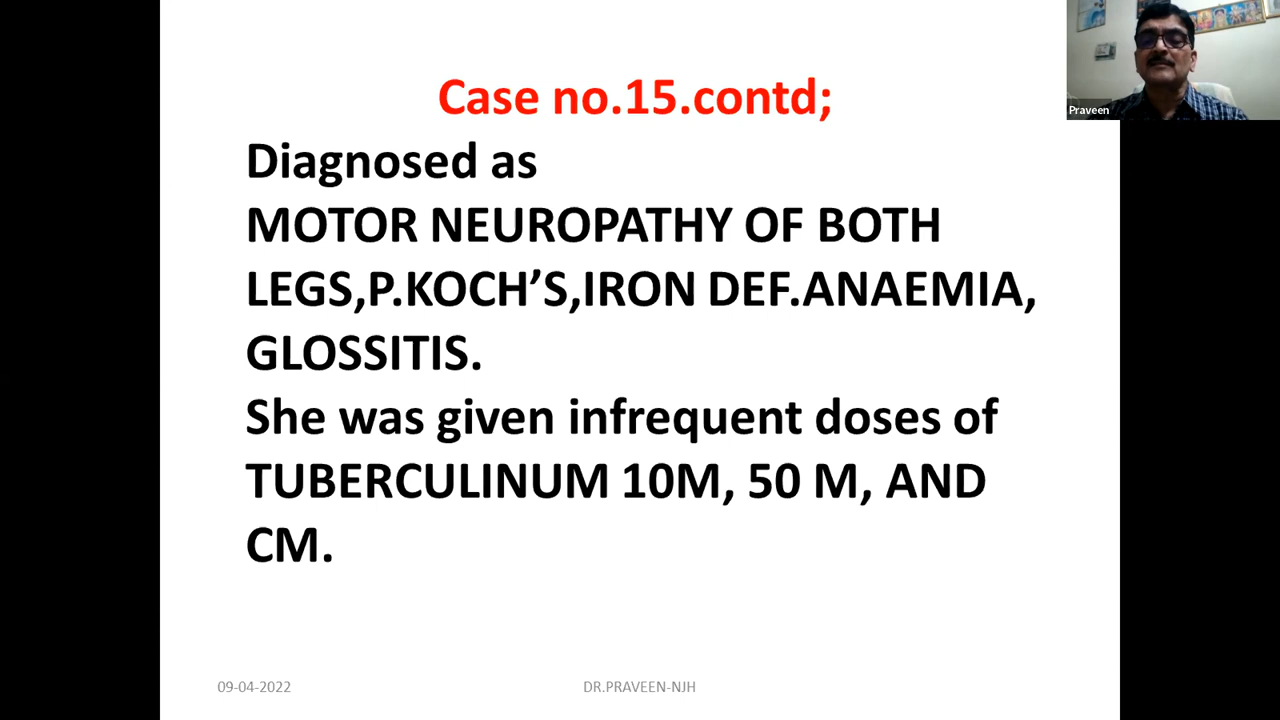 Praveen
Case no.15.contd;
Diagnosed as
MOTOR NEUROPATHY OF BOTH
LEGS,P.KOCH’S,IRON DEF.ANAEMIA,
GLOSSITIS.
She was given infrequent doses of
TUBERCULINUM 10M, 50 M, AND
CM.
09-04-2022
DR.PRAVEEN-NJH